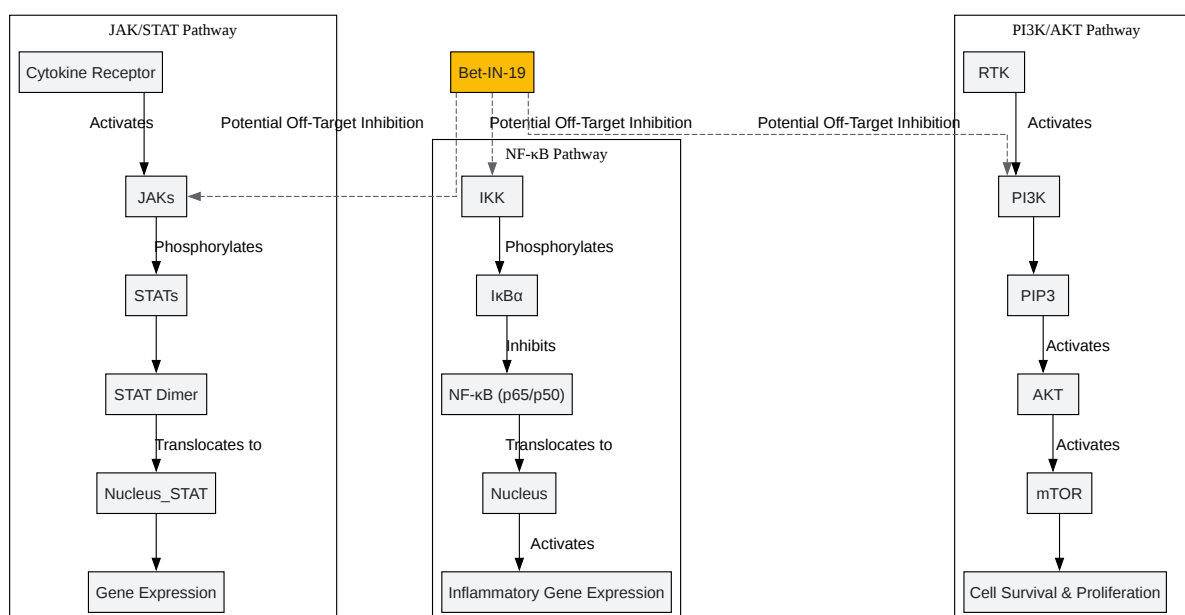 JAK/STAT Pathway
Cytokine Receptor
Activates
JAKs
Phosphorylates
STATs
STAT Dimer
Translocates to
Nucleus_STAT
Gene Expression
Bet-IN-19
Potential Off-Target Inhibition
Potential Off-Target Inhibition
Potential Off-Target Inhibition
NF-κB Pathway
IKK
Phosphorylates
IκBα
Inhibits
NF-κB (p65/p50)
Translocates to
Nucleus
Activates
Inflammatory Gene Expression
PI3K/AKT Pathway
RTK
Activates
PI3K
PIP3
Activates
AKT
Activates
mTOR
Cell Survival & Proliferation